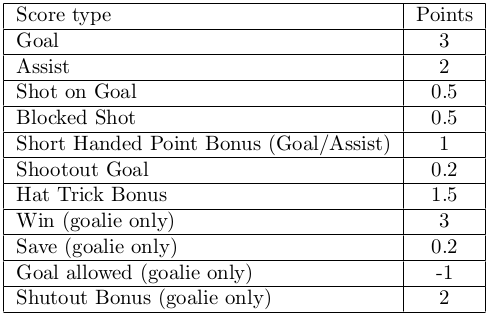 Score type Points
Goal 3
Assist 2
Shot on Goal 0.5
Blocked Shot 0.5
Short Handed Point Bonus (Goal/Assist) 1
Shootout Goal 0.2
Hat Trick Bonus 1.5
Win (goalie only) 3
Save (goalie only) 0.2
Goal allowed (goalie only) -1
Shutout Bonus (goalie only) 2